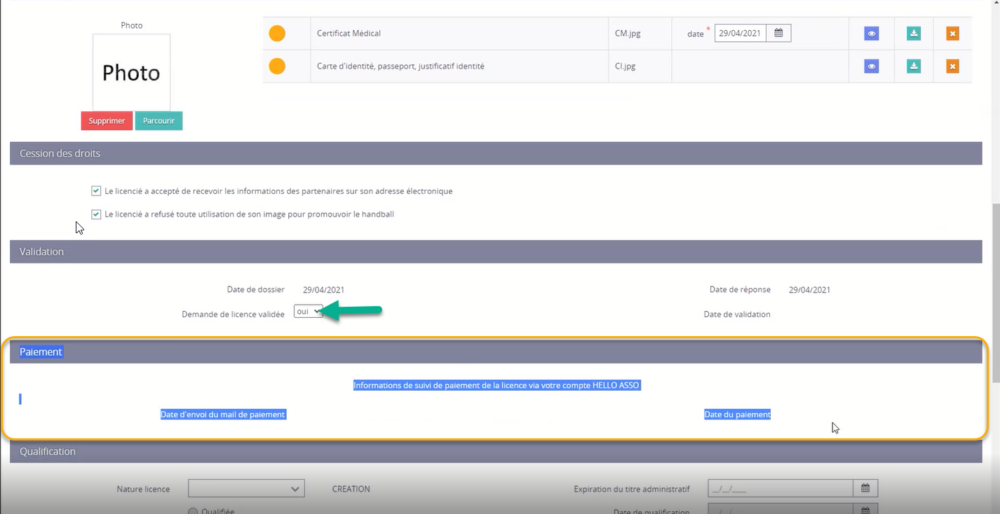 Photo
Photo
Supprimer Parcourir
Certificat Médical CM.jpg date * 29/04/2021
Carte d'identité, passeport, justificatif identité CI.jpg
Cession des droits
Le licencié a accepté de recevoir les informations des partenaires sur son adresse électronique
Le licencié a refusé toute utilisation de son image pour promouvoir le handball
Validation
Date de dossier 29/04/2021 Date de réponse 29/04/2021
Demande de licence validée oui Date de validation
Paiement
Informations de suivi de paiement de la licence via votre compte HELLO ASSO
Date d'envoi du mail de paiement Date du paiement
Qualification
Nature licence CREATION Expiration du titre administratif __/__/____
Qualifiée Date de qualification